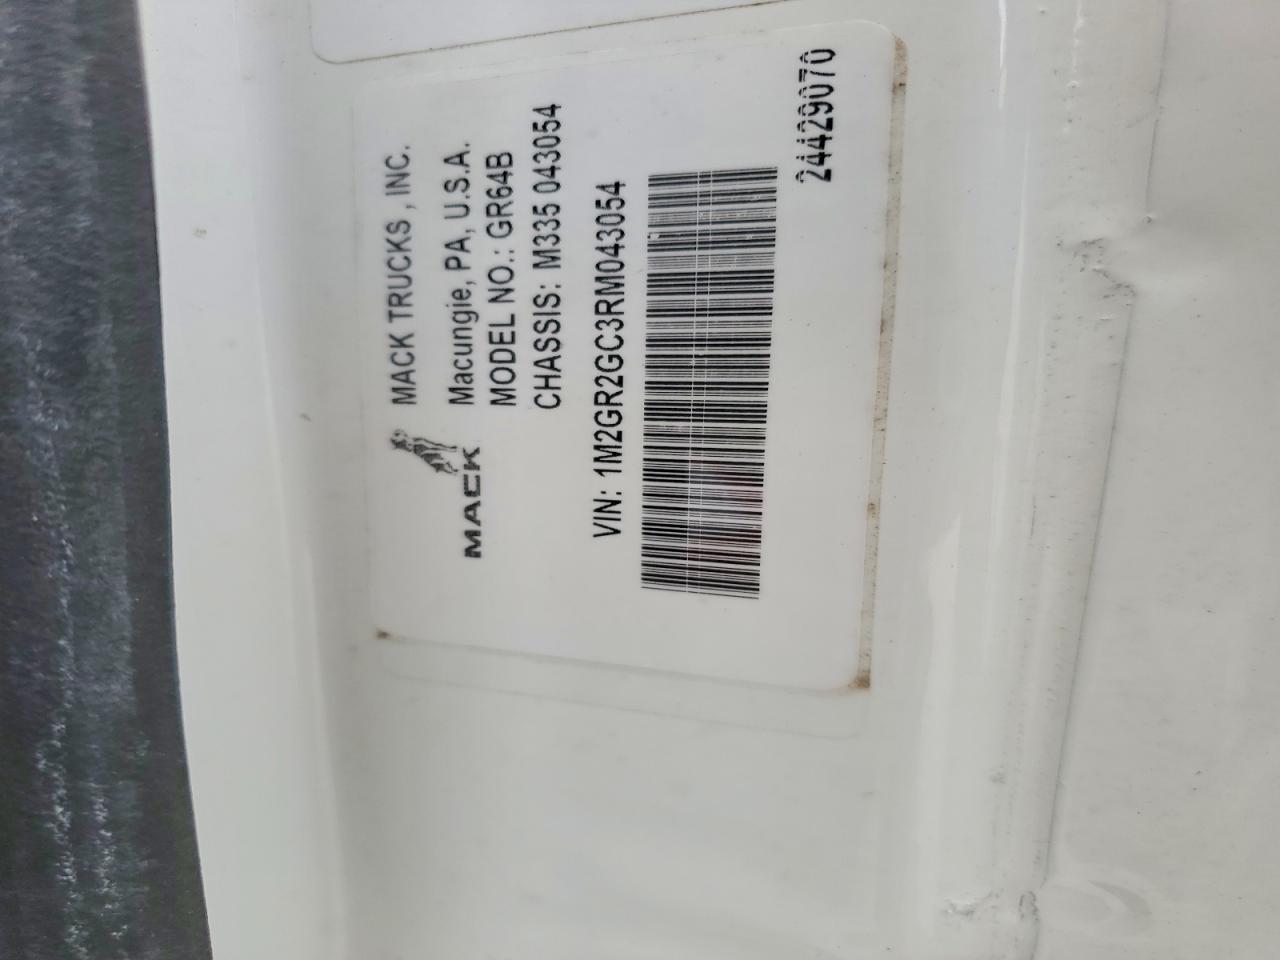 MACK TRUCKS , INC.
MACK
Macungie, PA, U.S.A.
MODEL NO.: GR64B
CHASSIS: M335 043054
VIN: 1M2GR2GC3RM043054
24429070